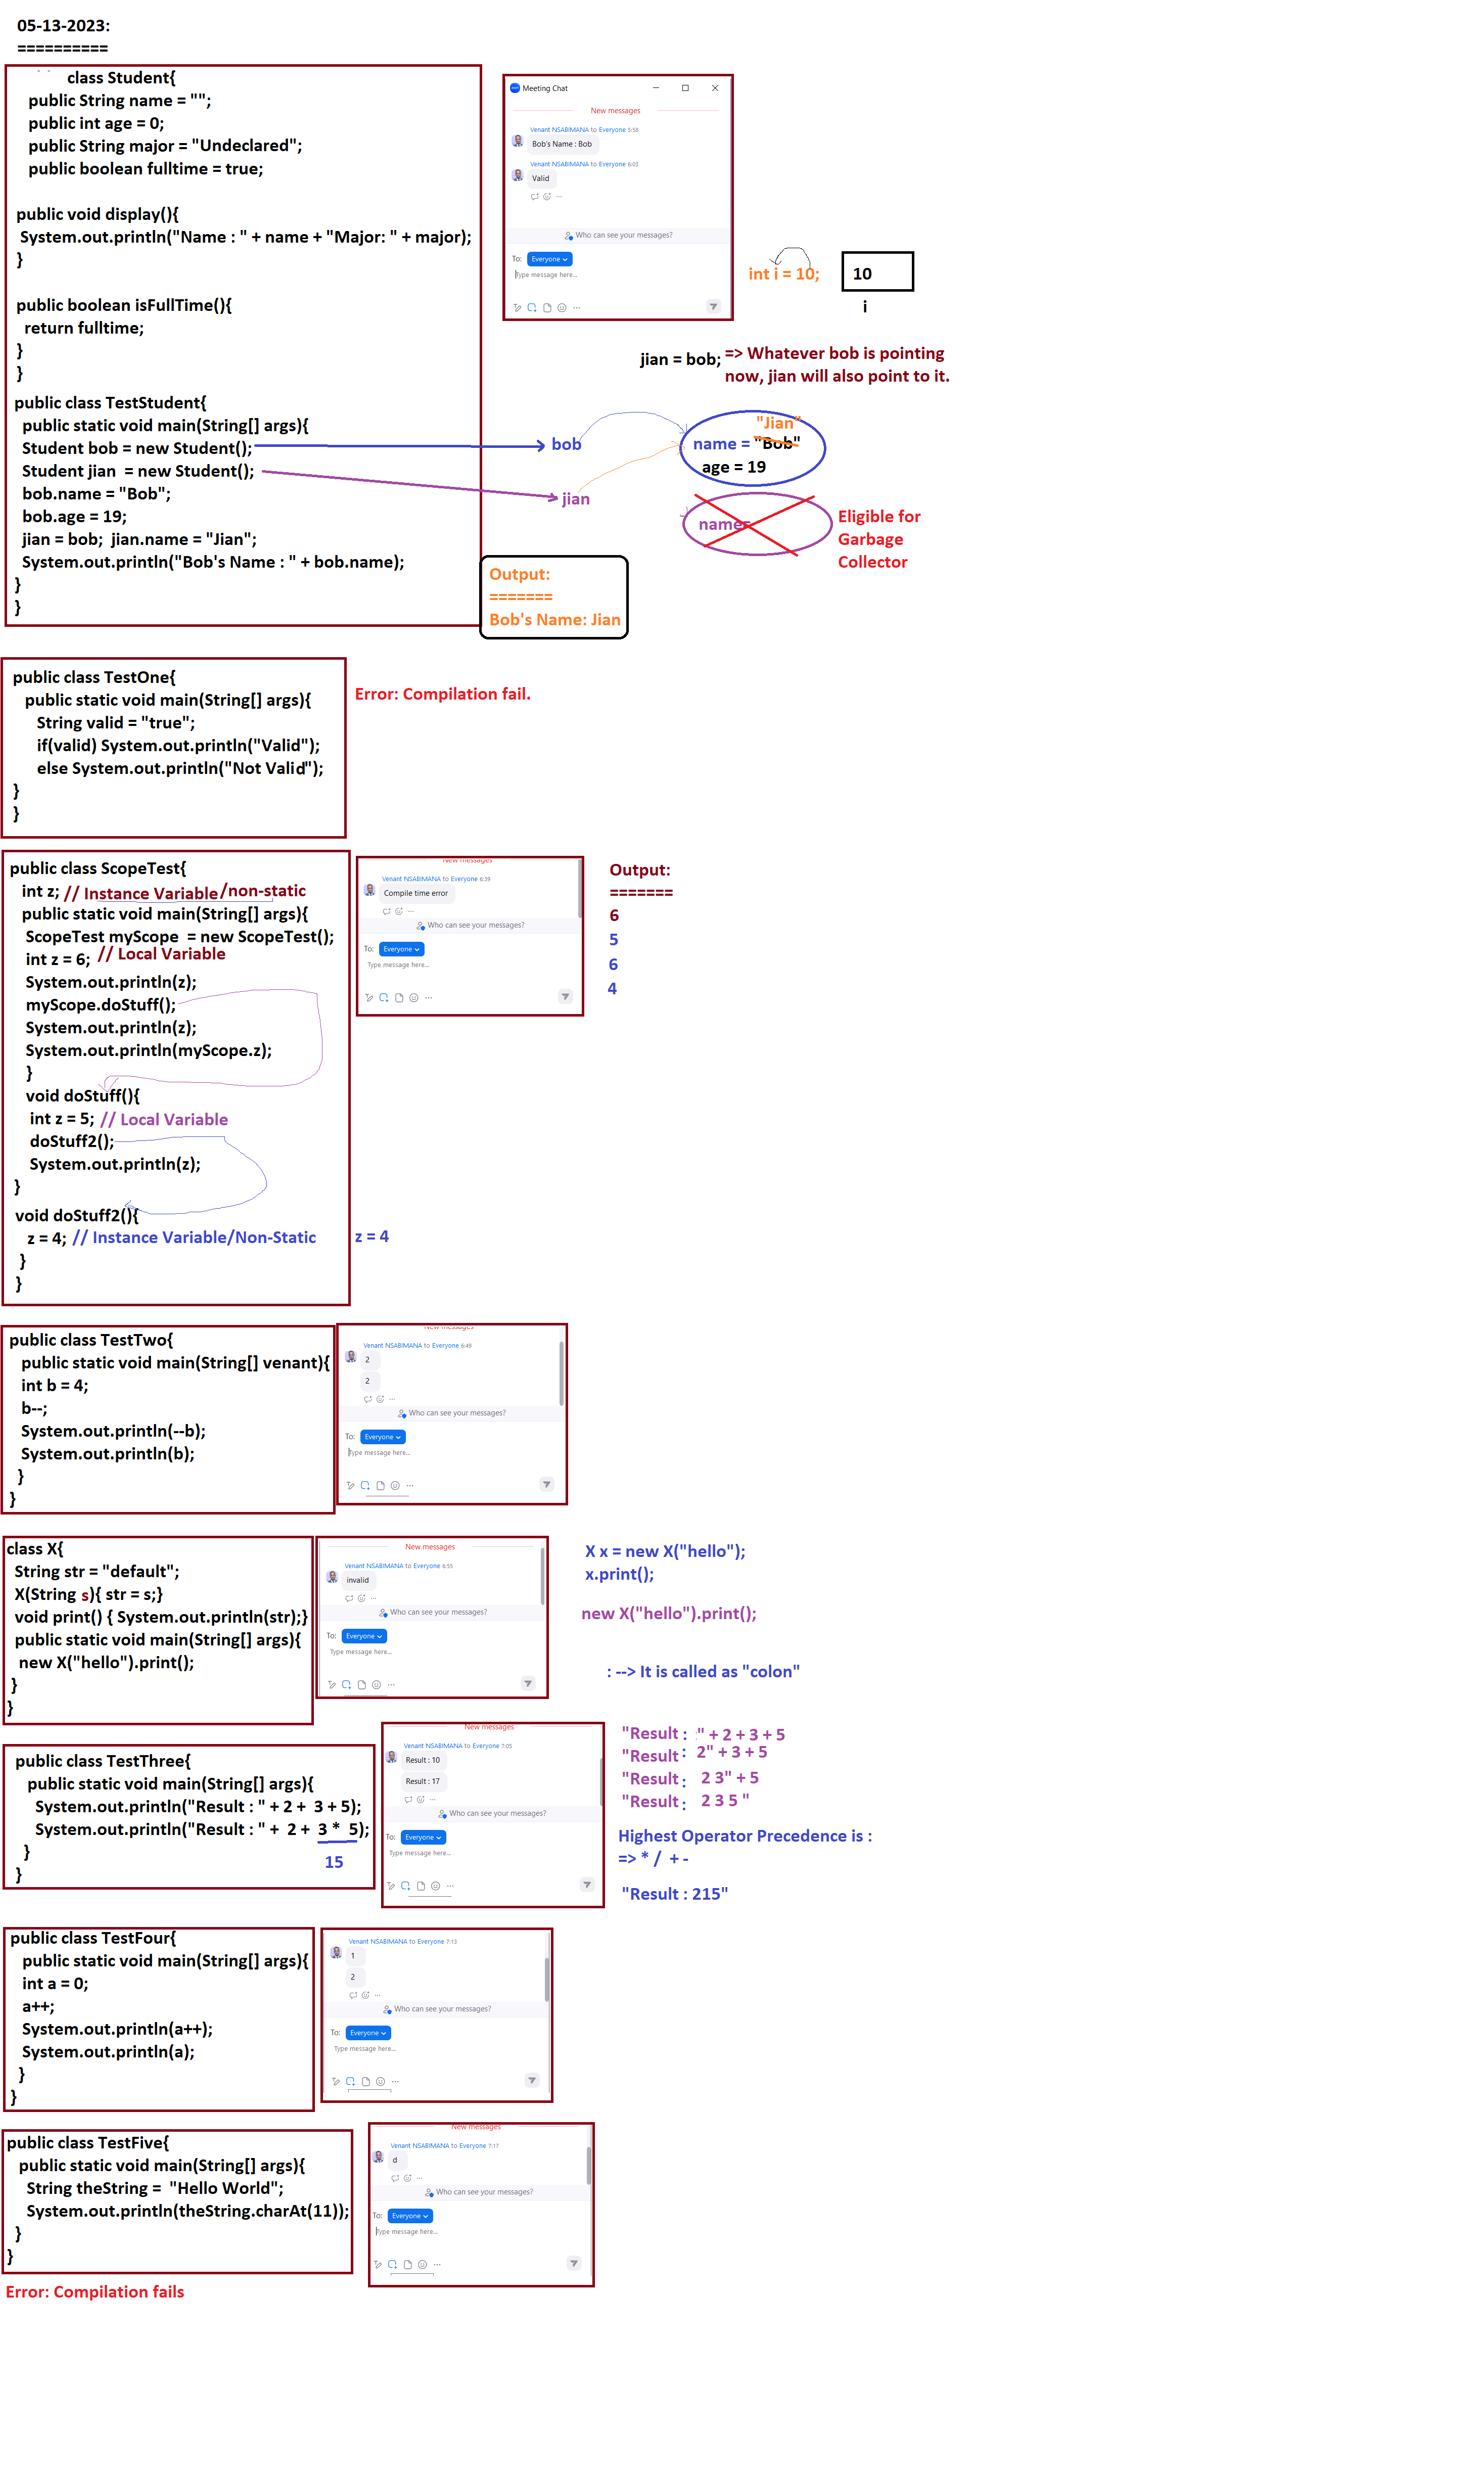 05-13-2023:
==========
class Student{
public String name = "";
public int age = 0;
public String major = "Undeclared";
public boolean fulltime = true;
public void display(){
System.out.println("Name : " + name + "Major: " + major);
}
public boolean isFullTime(){
return fulltime;
}
}
public class TestStudent{
public static void main(String[] args){
Student bob = new Student();
Student jian  = new Student();
bob.name = "Bob";
bob.age = 19;
jian = bob;  jian.name = "Jian";
System.out.println("Bob's Name : " + bob.name);
}
}
Meeting Chat
New messages
Venant NSABIMANA to Everyone 5:58
Bob's Name : Bob
Venant NSABIMANA to Everyone 6:03
Valid
Who can see your messages?
To: Everyone
Type message here...
int i = 10;
10
i
jian = bob; => Whatever bob is pointing
now, jian will also point to it.
bob
"Jian"
name = "Bob"
age = 19
jian
name=
Eligible for
Garbage
Collector
Output:
=======
Bob's Name: Jian
public class TestOne{
public static void main(String[] args){
String valid = "true";
if(valid) System.out.println("Valid");
else System.out.println("Not Valid");
}
}
Error: Compilation fail.
public class ScopeTest{
int z; // Instance Variable/non-static
public static void main(String[] args){
ScopeTest myScope  = new ScopeTest();
int z = 6; // Local Variable
System.out.println(z);
myScope.doStuff();
System.out.println(z);
System.out.println(myScope.z);
}
void doStuff(){
int z = 5; // Local Variable
doStuff2();
System.out.println(z);
}
void doStuff2(){
z = 4; // Instance Variable/Non-Static
}
}
z = 4
New messages
Venant NSABIMANA to Everyone 6:39
Compile time error
Who can see your messages?
To: Everyone
Type message here...
Output:
=======
6
5
6
4
public class TestTwo{
public static void main(String[] venant){
int b = 4;
b--;
System.out.println(--b);
System.out.println(b);
}
}
New messages
Venant NSABIMANA to Everyone 6:49
2
2
Who can see your messages?
To: Everyone
Type message here...
class X{
String str = "default";
X(String s){ str = s;}
void print() { System.out.println(str);}
public static void main(String[] args){
new X("hello").print();
}
}
New messages
Venant NSABIMANA to Everyone 6:55
invalid
Who can see your messages?
To: Everyone
Type message here...
X x = new X("hello");
x.print();
new X("hello").print();
: --> It is called as "colon"
public class TestThree{
public static void main(String[] args){
System.out.println("Result : " + 2 +  3 + 5);
System.out.println("Result : " +  2 +  3 *  5);
}
15
}
New messages
Venant NSABIMANA to Everyone 7:05
Result : 10
Result : 17
Who can see your messages?
To: Everyone
Type message here...
"Result : " + 2 + 3 + 5
"Result : 2" + 3 + 5
"Result : 2 3" + 5
"Result : 2 3 5 "
Highest Operator Precedence is :
=> * /  + -
"Result : 215"
public class TestFour{
public static void main(String[] args){
int a = 0;
a++;
System.out.println(a++);
System.out.println(a);
}
}
Venant NSABIMANA to Everyone 7:13
1
2
Who can see your messages?
To: Everyone
Type message here...
public class TestFive{
public static void main(String[] args){
String theString =  "Hello World";
System.out.println(theString.charAt(11));
}
}
Error: Compilation fails
New messages
Venant NSABIMANA to Everyone 7:17
d
Who can see your messages?
To: Everyone
Type message here...